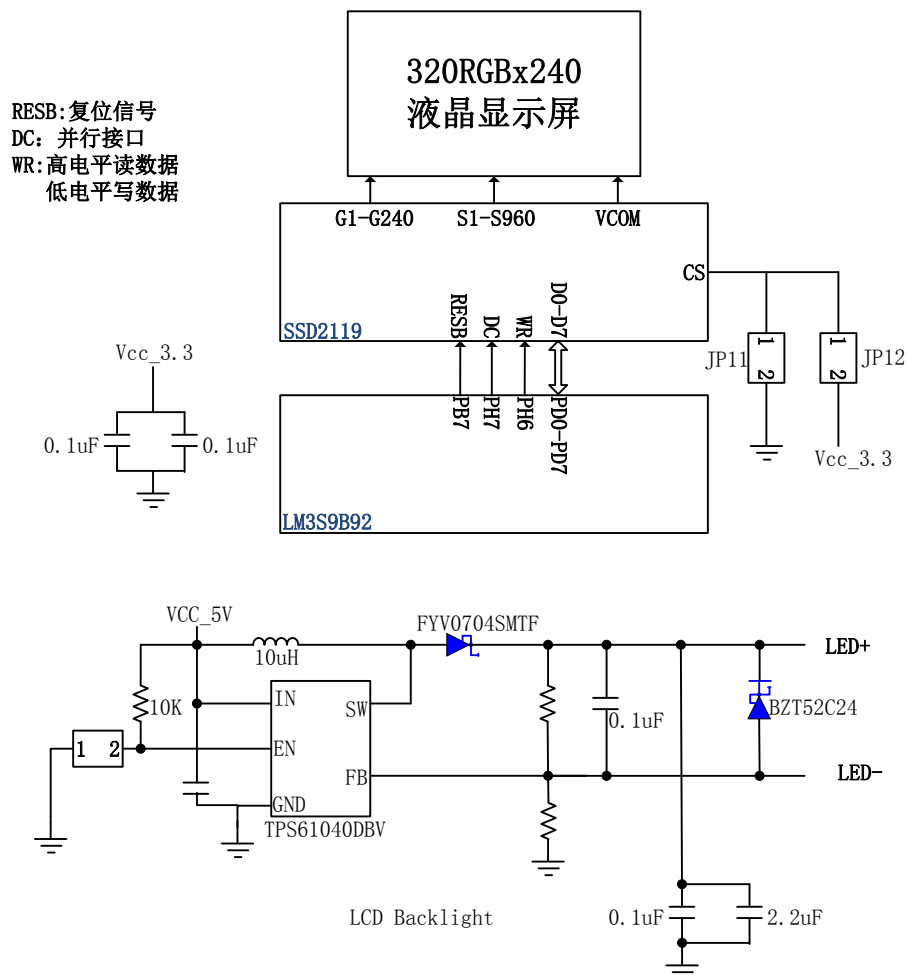 320RGBx240
液晶显示屏
RESB:复位信号
DC: 并行接口
WR:高电平读数据
低电平写数据
G1-G240 S1-S960 VCOM
CS
RESB DC WR D0-D7
SSD2119
Vcc_3.3
JP11 1 2 1 2 JP12
PB7 PH7 PH6 PD0-PD7
0.1uF 0.1uF
Vcc_3.3
LM3S9B92
VCC_5V
FYV0704SMTF
10uH
LED+
10K
IN
SW
0.1uF
BZT52C24
1 2
EN
FB
LED-
GND
TPS61040DBV
LCD Backlight
0.1uF 2.2uF